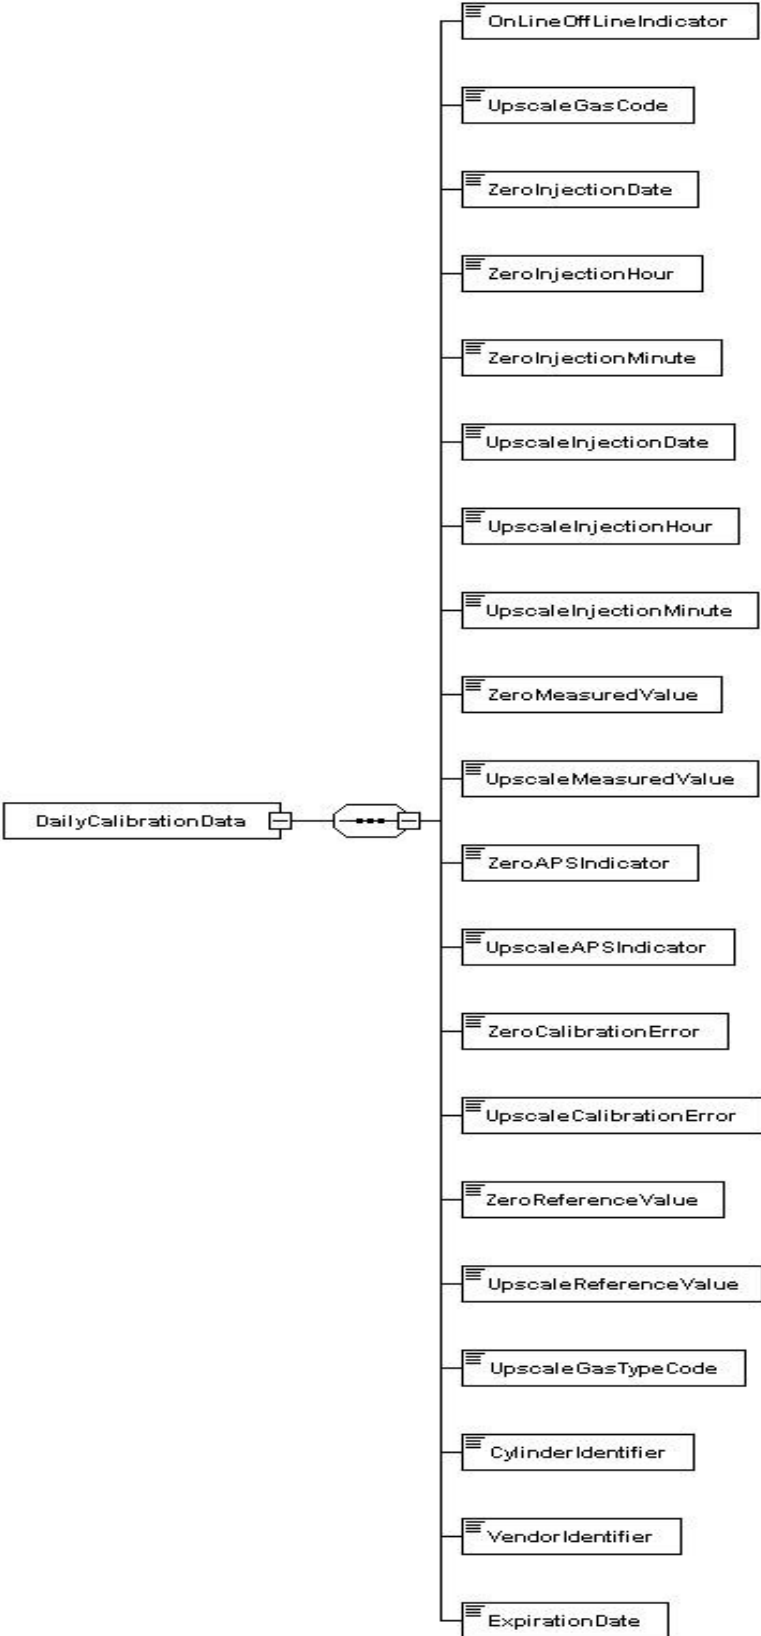 OnLineOffLineIndicator
UpscaleGasCode
ZeroInjectionDate
ZeroInjectionHour
ZeroInjectionMinute
UpscaleInjectionDate
UpscaleInjectionHour
UpscaleInjectionMinute
ZeroMeasuredValue
UpscaleMeasuredValue
DailyCalibrationData
ZeroAPSIndicator
UpscaleAPSIndicator
ZeroCalibrationError
UpscaleCalibrationError
ZeroReferenceValue
UpscaleReferenceValue
UpscaleGasTypeCode
CylinderIdentifier
VendorIdentifier
ExpirationDate